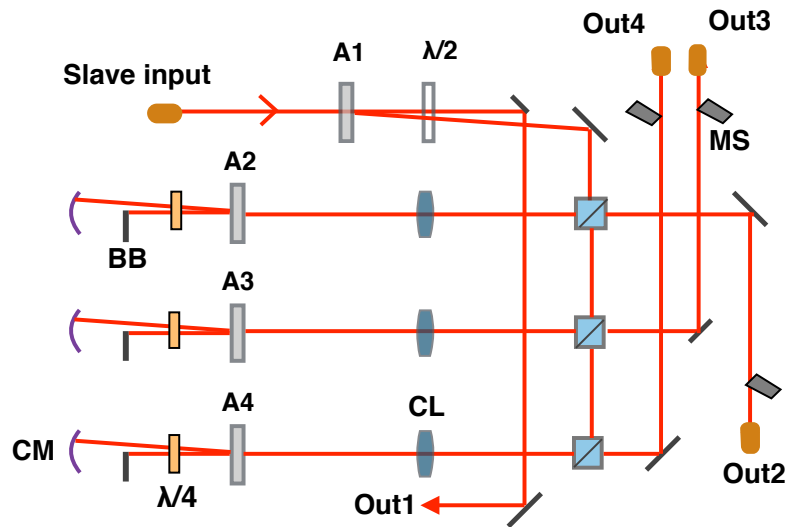 Out4
Out3
A1
λ/2
Slave input
MS
A2
BB
A3
A4
CL
CM
λ/4
Out1
Out2